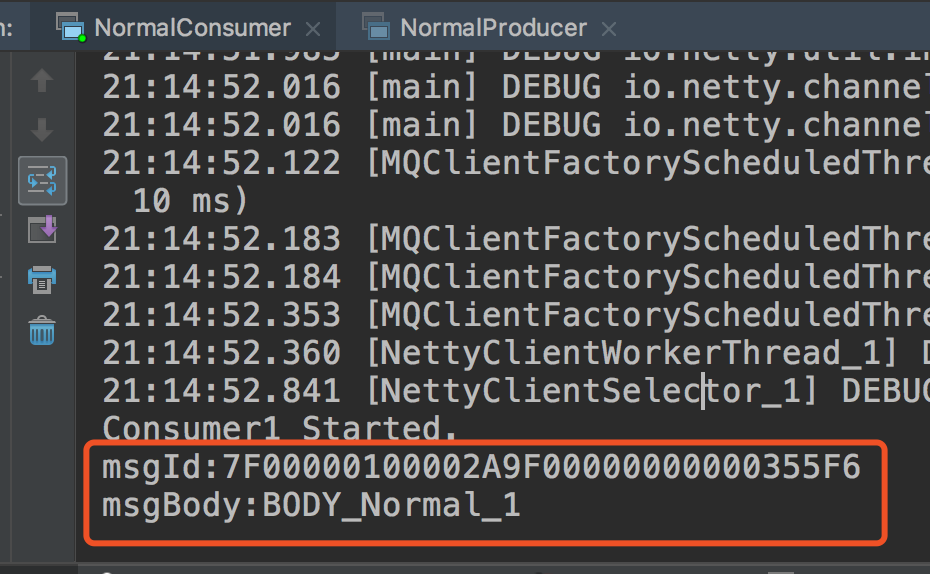 n:
NormalConsumer
NormalProducer
21:14:51.985 [main] DEBUG io.netty.util.in
21:14:52.016 [main] DEBUG io.netty.channel
21:14:52.016 [main] DEBUG io.netty.channel
21:14:52.122 [MQClientFactoryScheduledThre
10 ms)
21:14:52.183 [MQClientFactoryScheduledThre
21:14:52.184 [MQClientFactoryScheduledThre
21:14:52.353 [MQClientFactoryScheduledThre
21:14:52.360 [NettyClientWorkerThread_1] D
21:14:52.841 [NettyClientSelector_1] DEBUG
Consumer1 Started.
msgId:7F00000100002A9F00000000000355F6
msgBody:BODY_Normal_1